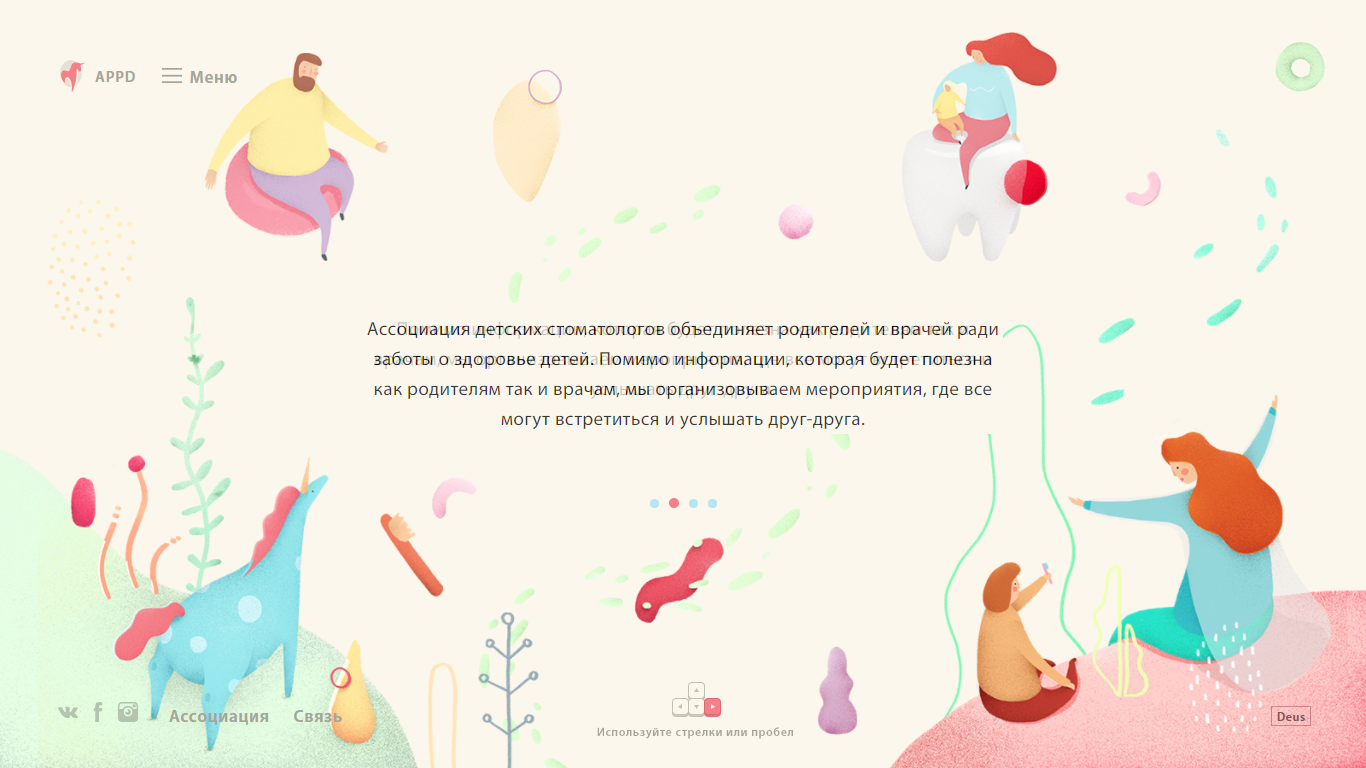 APPD
Меню
Ассоциация детских стоматологов объединяет родителей и врачей ради
заботы о здоровье детей. Помимо информации, которая будет полезна
как родителям так и врачам, мы организовываем мероприятия, где все
могут встретиться и услышать друг-друга.
Ассоциация
Связь
Используйте стрелки или пробел
Deus